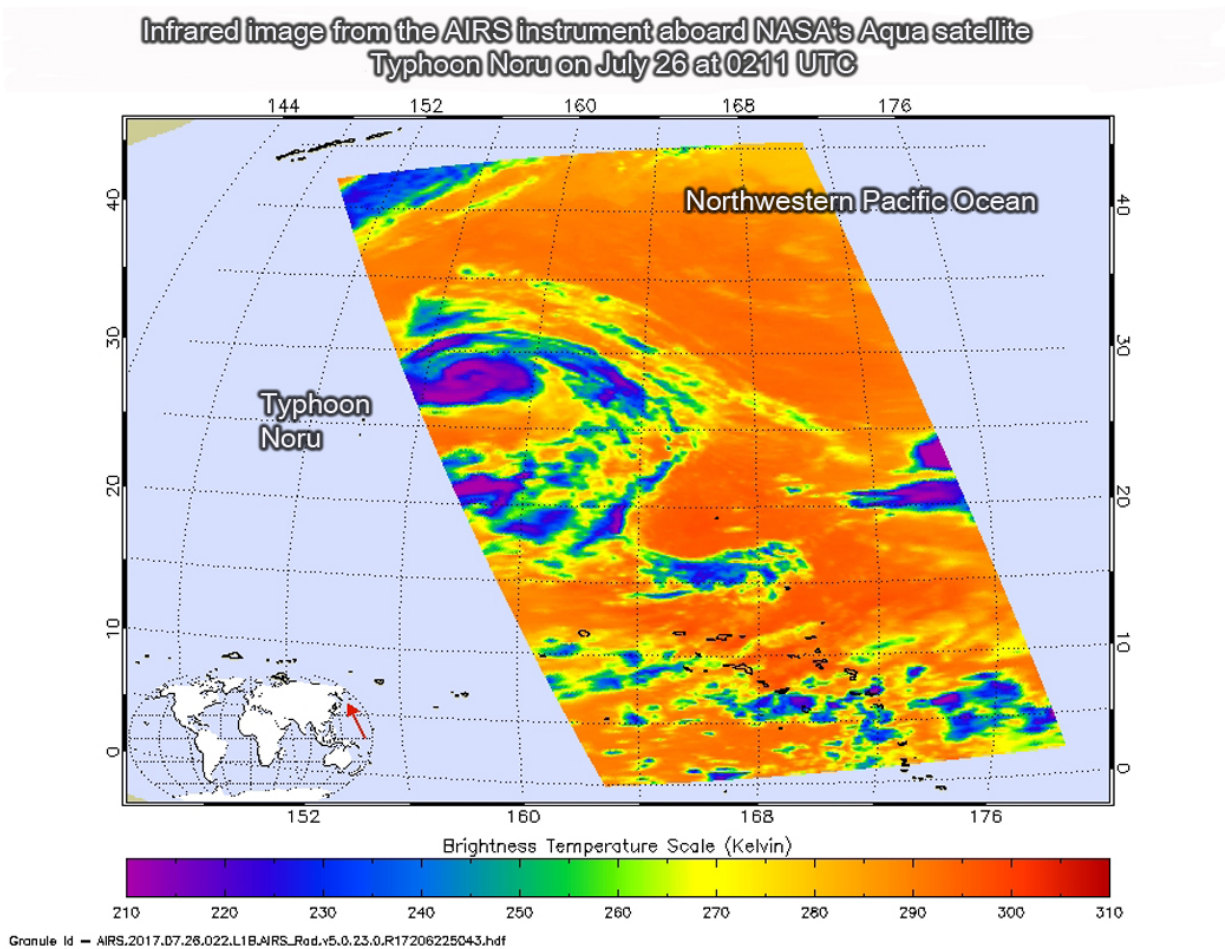 Infrared image from the AIRS instrument aboard NASA's Aqua satellite
Typhoon Noru on July 26 at 0211 UTC
144 152 160 168 176
40 40
Northwestern Pacific Ocean
30 30
Typhoon
Noru
20 20
10 10
0 0
152 160 168 176
Brightness Temperature Scale (Kelvin)
210 220 230 240 250 260 270 280 290 300 310
Granule Id — AIRS.2017.07.26.022.L1B.AIRS_Rad.v5.0.23.0.R17206225043.hdf